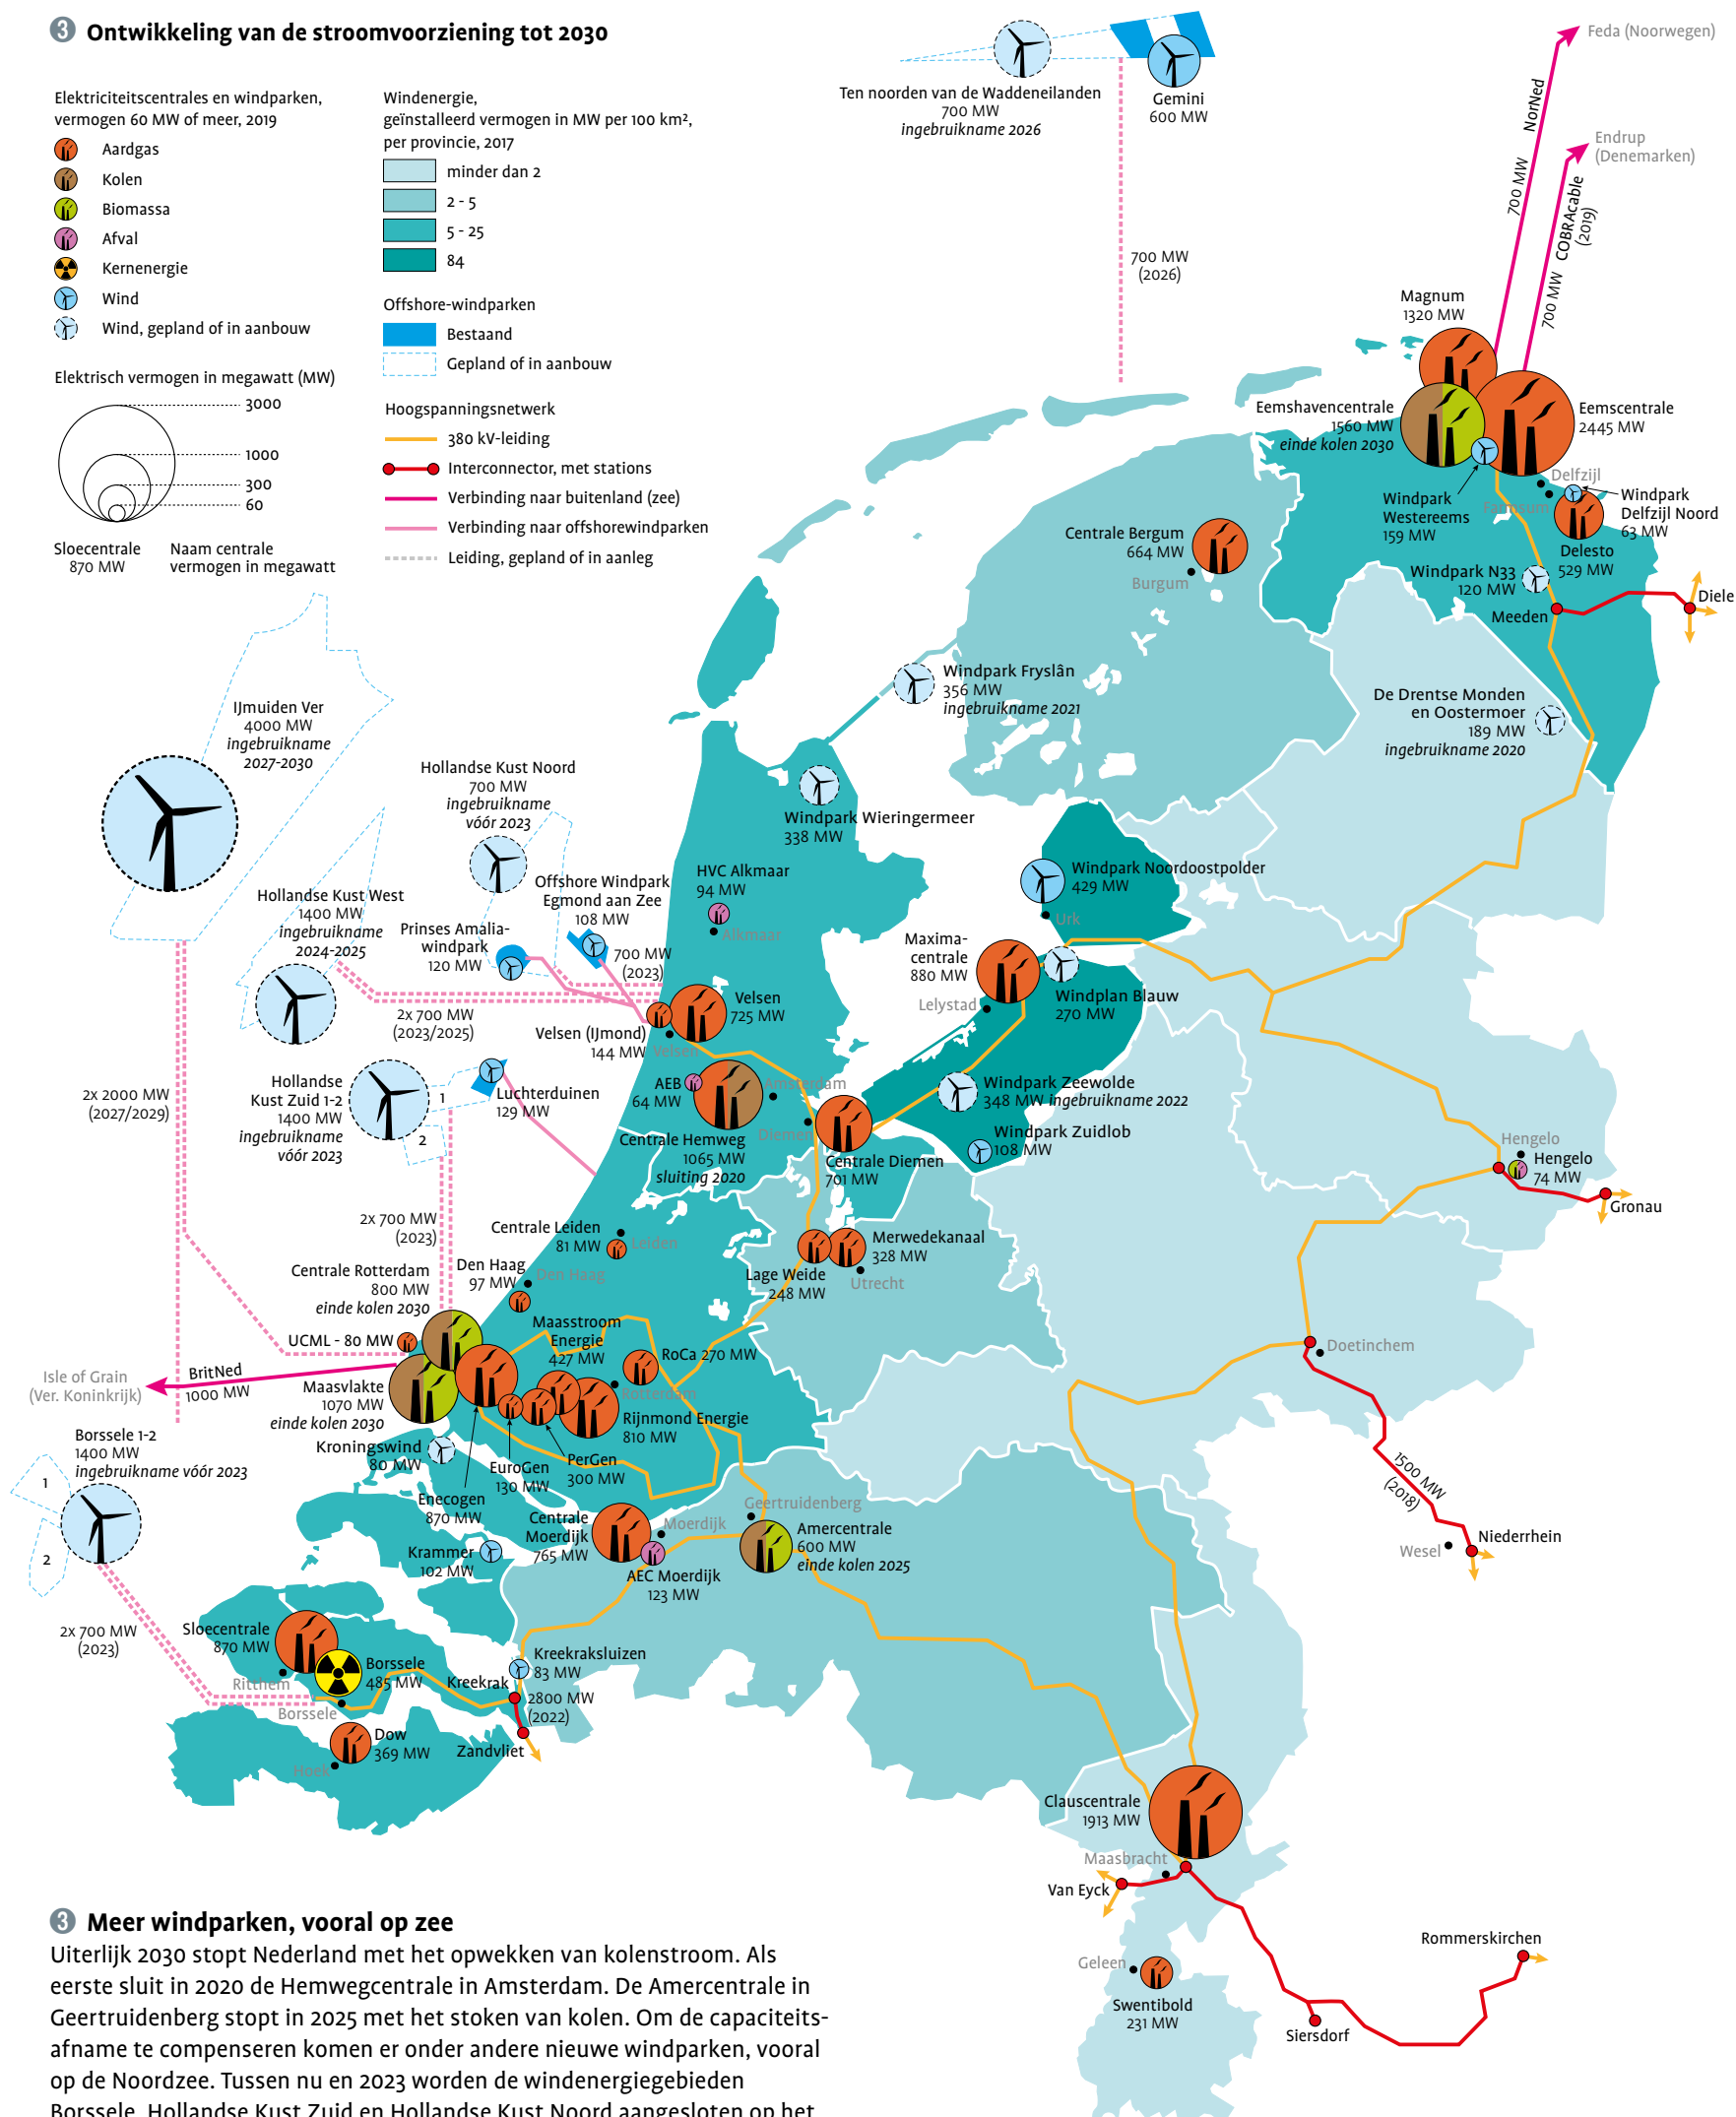 3 Ontwikkeling van de stroomvoorziening tot 2030
Elektriciteitscentrales en windparken,
vermogen 60 MW of meer, 2019
Aardgas
Kolen
Biomassa
Afval
Kernenergie
Wind
Wind, gepland of in aanbouw
Elektrisch vermogen in megawatt (MW)
3000
1000
300
60
Sloecentrale
870 MW
Naam centrale
vermogen in megawatt
Windenergie,
geïnstalleerd vermogen in MW per 100 km²,
per provincie, 2017
minder dan 2
2 - 5
5 - 25
84
Offshore-windparken
Bestaand
Gepland of in aanbouw
Hoogspanningsnetwerk
380 kV-leiding
Interconnector, met stations
Verbinding naar buitenland (zee)
Verbinding naar offshorewindparken
Leiding, gepland of in aanleg
Ten noorden van de Waddeneilanden
700 MW
ingebruikname 2026
Gemini
600 MW
700 MW
(2026)
Feda (Noorwegen)
700 MW NorNed
Endrup
(Denemarken)
700 MW COBRAcable
(2019)
Magnum
1320 MW
Eemshavencentrale
1560 MW
einde kolen 2030
Eemscentrale
2445 MW
Delfzijl
Farmsum
Windpark
Westereems
159 MW
Windpark
Delfzijl Noord
63 MW
Delesto
529 MW
Windpark N33
120 MW
Meeden
Diele
Centrale Bergum
664 MW
Burgum
Windpark Fryslân
356 MW
ingebruikname 2021
De Drentse Monden
en Oostermoer
189 MW
ingebruikname 2020
IJmuiden Ver
4000 MW
ingebruikname
2027-2030
Hollandse Kust Noord
700 MW
ingebruikname
vóór 2023
Windpark Wieringermeer
338 MW
HVC Alkmaar
94 MW
Alkmaar
Windpark Noordoostpolder
429 MW
Urk
Hollandse Kust West
1400 MW
ingebruikname
2024-2025
Offshore Windpark
Egmond aan Zee
108 MW
Prinses Amalia-
windpark
120 MW
700 MW
(2023)
Maxima-
centrale
880 MW
Lelystad
Windplan Blauw
270 MW
2x 700 MW
(2023/2025)
Velsen
725 MW
Velsen (IJmond)
144 MW
Velsen
2x 2000 MW
(2027/2029)
Hollandse
Kust Zuid 1-2
1400 MW
ingebruikname
vóór 2023
1
2
Luchterduinen
129 MW
AEB
64 MW
Amsterdam
Centrale Hemweg
1065 MW
sluiting 2020
Diemen
Centrale Diemen
701 MW
Windpark Zeewolde
348 MW ingebruikname 2022
Windpark Zuidlob
108 MW
Hengelo
Hengelo
74 MW
Gronau
2x 700 MW
(2023)
Centrale Leiden
81 MW
Leiden
Den Haag
97 MW
Den Haag
Merwedekanaal
328 MW
Lage Weide
248 MW
Utrecht
Centrale Rotterdam
800 MW
einde kolen 2030
UCML - 80 MW
Maasstroom
Energie
427 MW
RoCa 270 MW
Rotterdam
Doetinchem
Isle of Grain
(Ver. Koninkrijk)
BritNed
1000 MW
Maasvlakte
1070 MW
einde kolen 2030
Rijnmond Energie
810 MW
Kroningswind
80 MW
Enecogen
870 MW
EuroGen
130 MW
PerGen
300 MW
1500 MW
(2018)
Borssele 1-2
1400 MW
ingebruikname vóór 2023
1
2
Centrale
Moerdijk
765 MW
Moerdijk
AEC Moerdijk
123 MW
Geertruidenberg
Amercentrale
600 MW
einde kolen 2025
Niederrhein
Wesel
Krammer
102 MW
2x 700 MW
(2023)
Sloecentrale
870 MW
Ritthem
Borssele
485 MW
Borssele
Kreekraksluizen
83 MW
Kreekrak
2800 MW
(2022)
Zandvliet
Dow
369 MW
Hoek
Clauscentrale
1913 MW
Maasbracht
Van Eyck
Rommerskirchen
Siersdorf
Geleen
Swentibold
231 MW
3 Meer windparken, vooral op zee
Uiterlijk 2030 stopt Nederland met het opwekken van kolenstroom. Als
eerste sluit in 2020 de Hemwegcentrale in Amsterdam. De Amercentrale in
Geertruidenberg stopt in 2025 met het stoken van kolen. Om de capaciteits-
afname te compenseren komen er onder andere nieuwe windparken, vooral
op de Noordzee. Tussen nu en 2023 worden de windenergiegebieden
Borssele, Hollandse Kust Zuid en Hollandse Kust Noord aangesloten op het